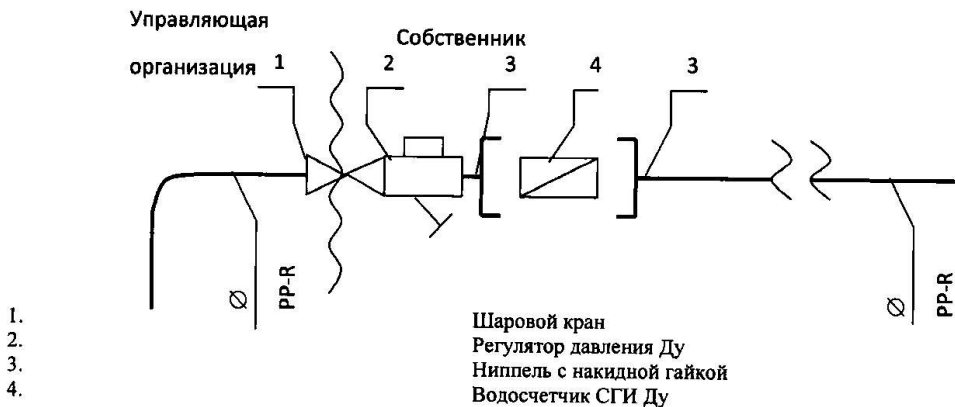 Управляющая
организация
Собственник
1 2 3 4 3
Ø PP-R
Ø PP-R
1. Шаровой кран
2. Регулятор давления Ду
3. Ниппель с накидной гайкой
4. Водосчетчик СГИ Ду